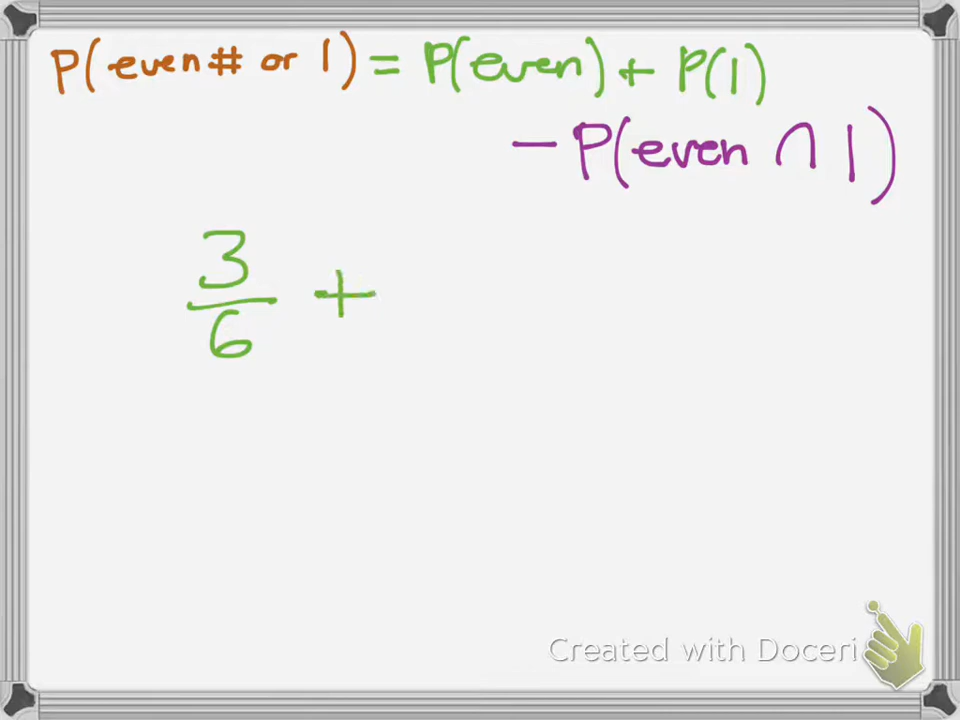 P(even# or 1) = P(even) + P(1)
− P(even ∩ 1)
3/6 +
Created with Doceri